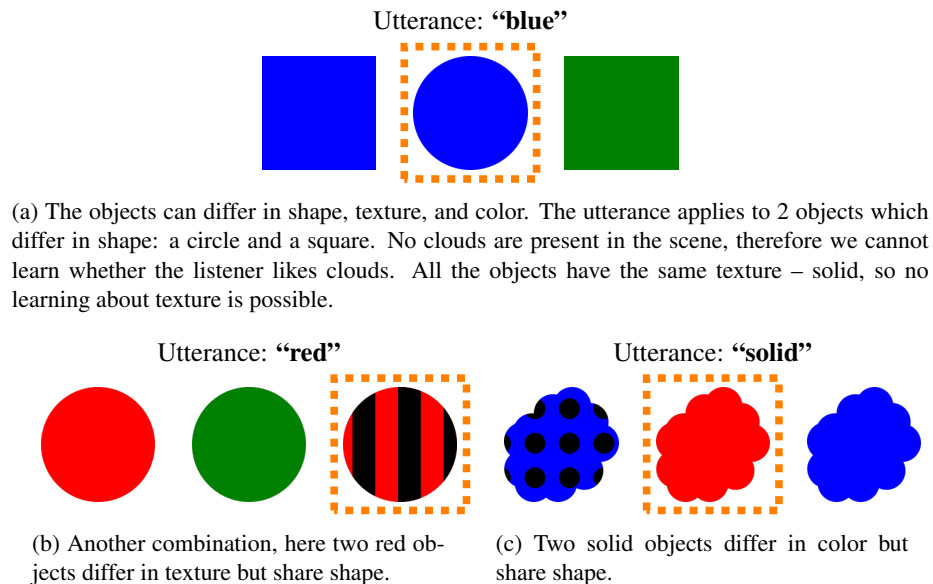 Utterance: “blue”
(a) The objects can differ in shape, texture, and color. The utterance applies to 2 objects which
differ in shape: a circle and a square. No clouds are present in the scene, therefore we cannot
learn whether the listener likes clouds. All the objects have the same texture – solid, so no
learning about texture is possible.
Utterance: “red”
(b) Another combination, here two red ob-
jects differ in texture but share shape.
Utterance: “solid”
(c) Two solid objects differ in color but
share shape.